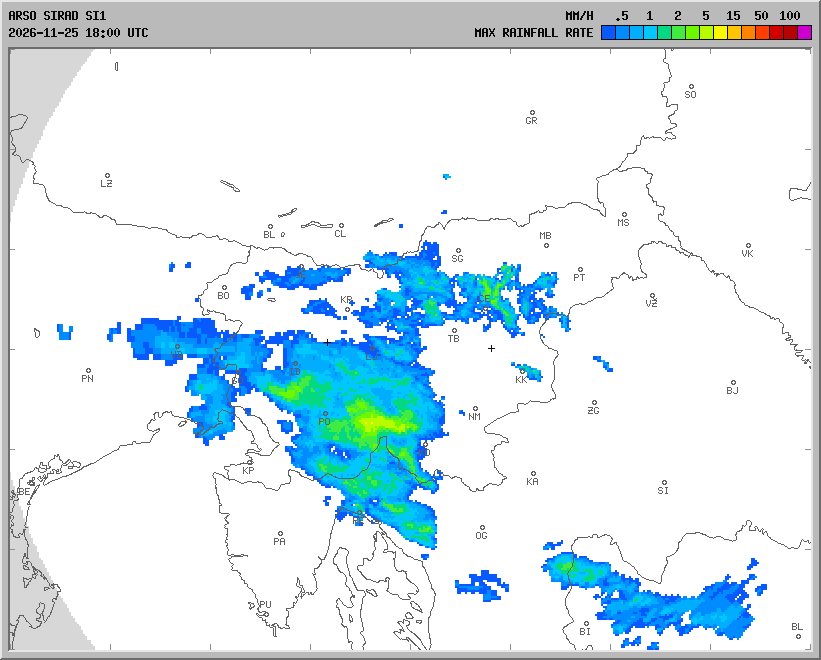 ARSO SIRAD SI1
2026-11-25 18:00 UTC
MM/H .5 1 2 5 15 50 100
MAX RAINFALL RATE
SO
GR
LZ
MS
BL
CL
MB
SG
VK
PT
BO
KR
VZ
TB
PN
KK
BJ
ZG
NM
PO
KP
KA
BE
SI
OG
PA
PU
BI
BL